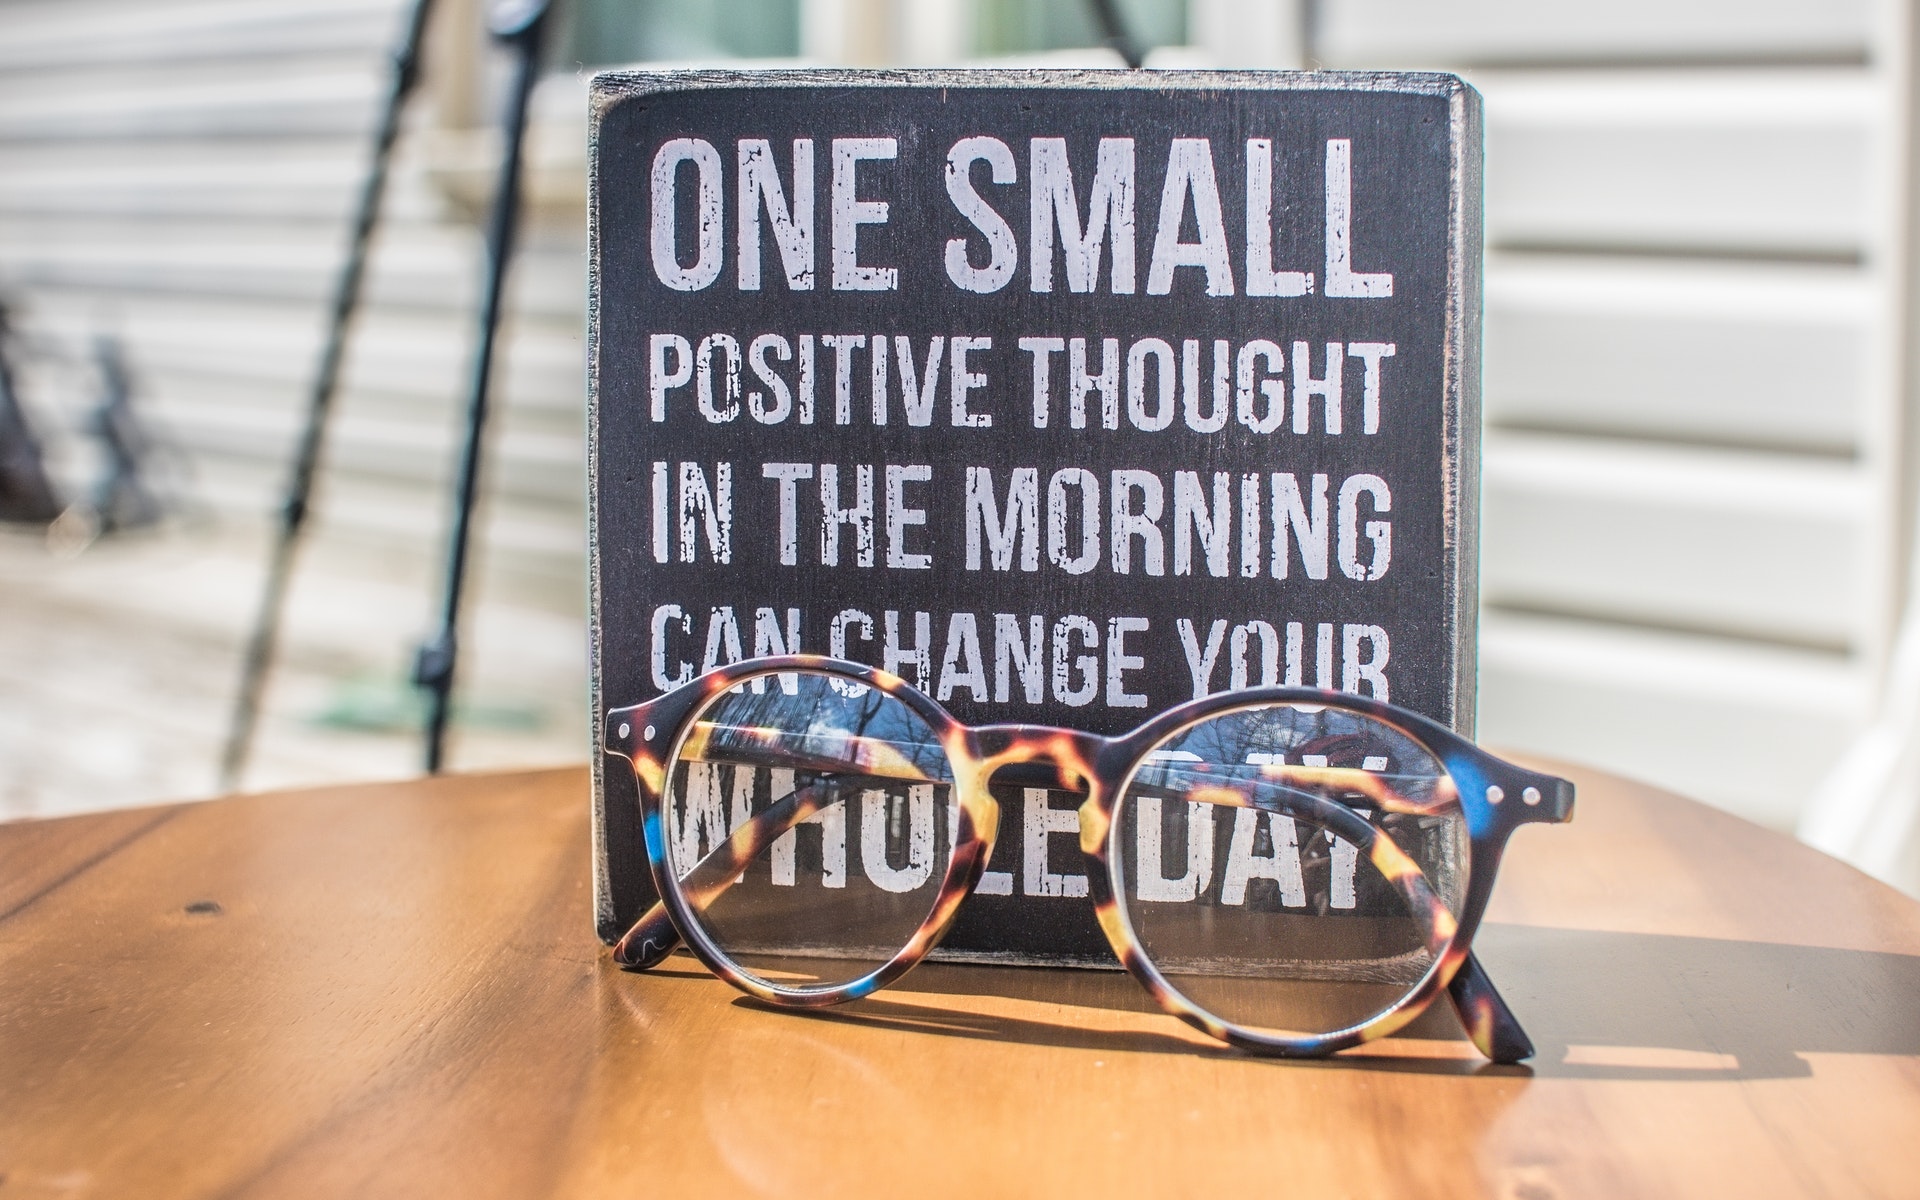 ONE SMALL
POSITIVE THOUGHT
IN THE MORNING
CAN CHANGE YOUR
WHOLE DAY